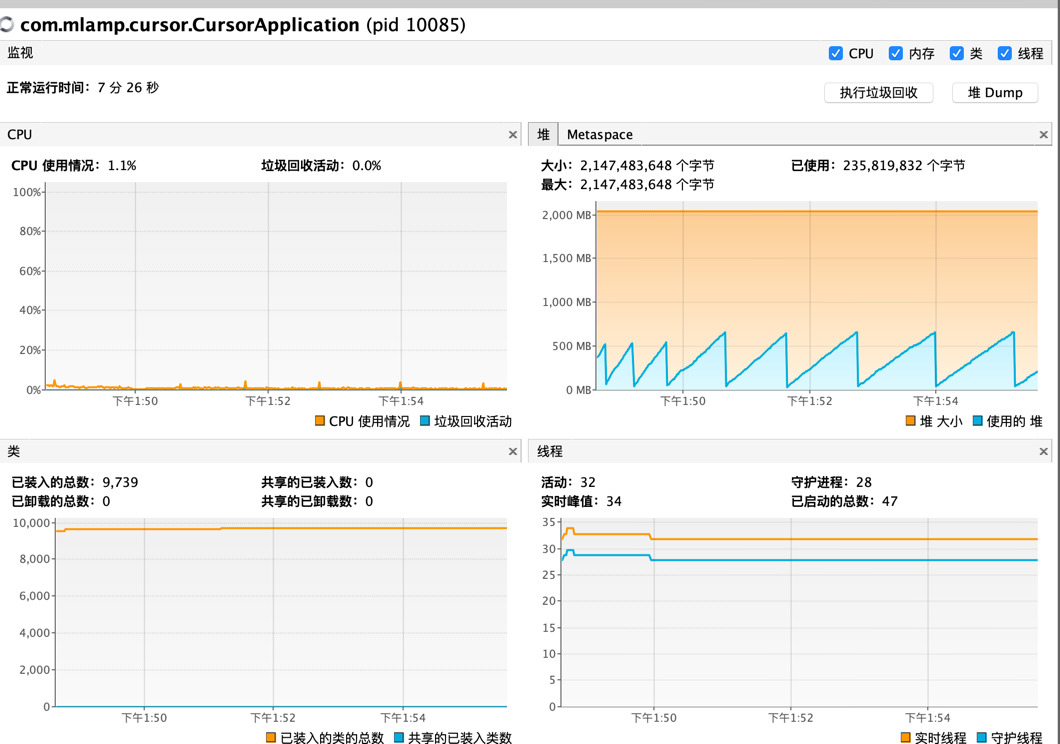 com.mlamp.cursor.CursorApplication (pid 10085)
监视
CPU 内存 类 线程
正常运行时间: 7 分 26 秒
执行垃圾回收 堆 Dump
CPU
CPU 使用情况: 1.1% 垃圾回收活动: 0.0%
100%
80%
60%
40%
20%
0%
下午1:50 下午1:52 下午1:54
CPU 使用情况 垃圾回收活动
堆 Metaspace
大小: 2,147,483,648 个字节 已使用: 235,819,832 个字节
最大: 2,147,483,648 个字节
2,000 MB
1,500 MB
1,000 MB
500 MB
0 MB
下午1:50 下午1:52 下午1:54
堆 大小 使用的 堆
类
已装入的总数: 9,739 共享的已装入数: 0
已卸载的总数: 0 共享的已卸载数: 0
10,000
8,000
6,000
4,000
2,000
0
下午1:50 下午1:52 下午1:54
已装入的类的总数 共享的已装入类数
线程
活动: 32 守护进程: 28
实时峰值: 34 已启动的总数: 47
35
30
25
20
15
10
5
0
下午1:50 下午1:52 下午1:54
实时线程 守护线程